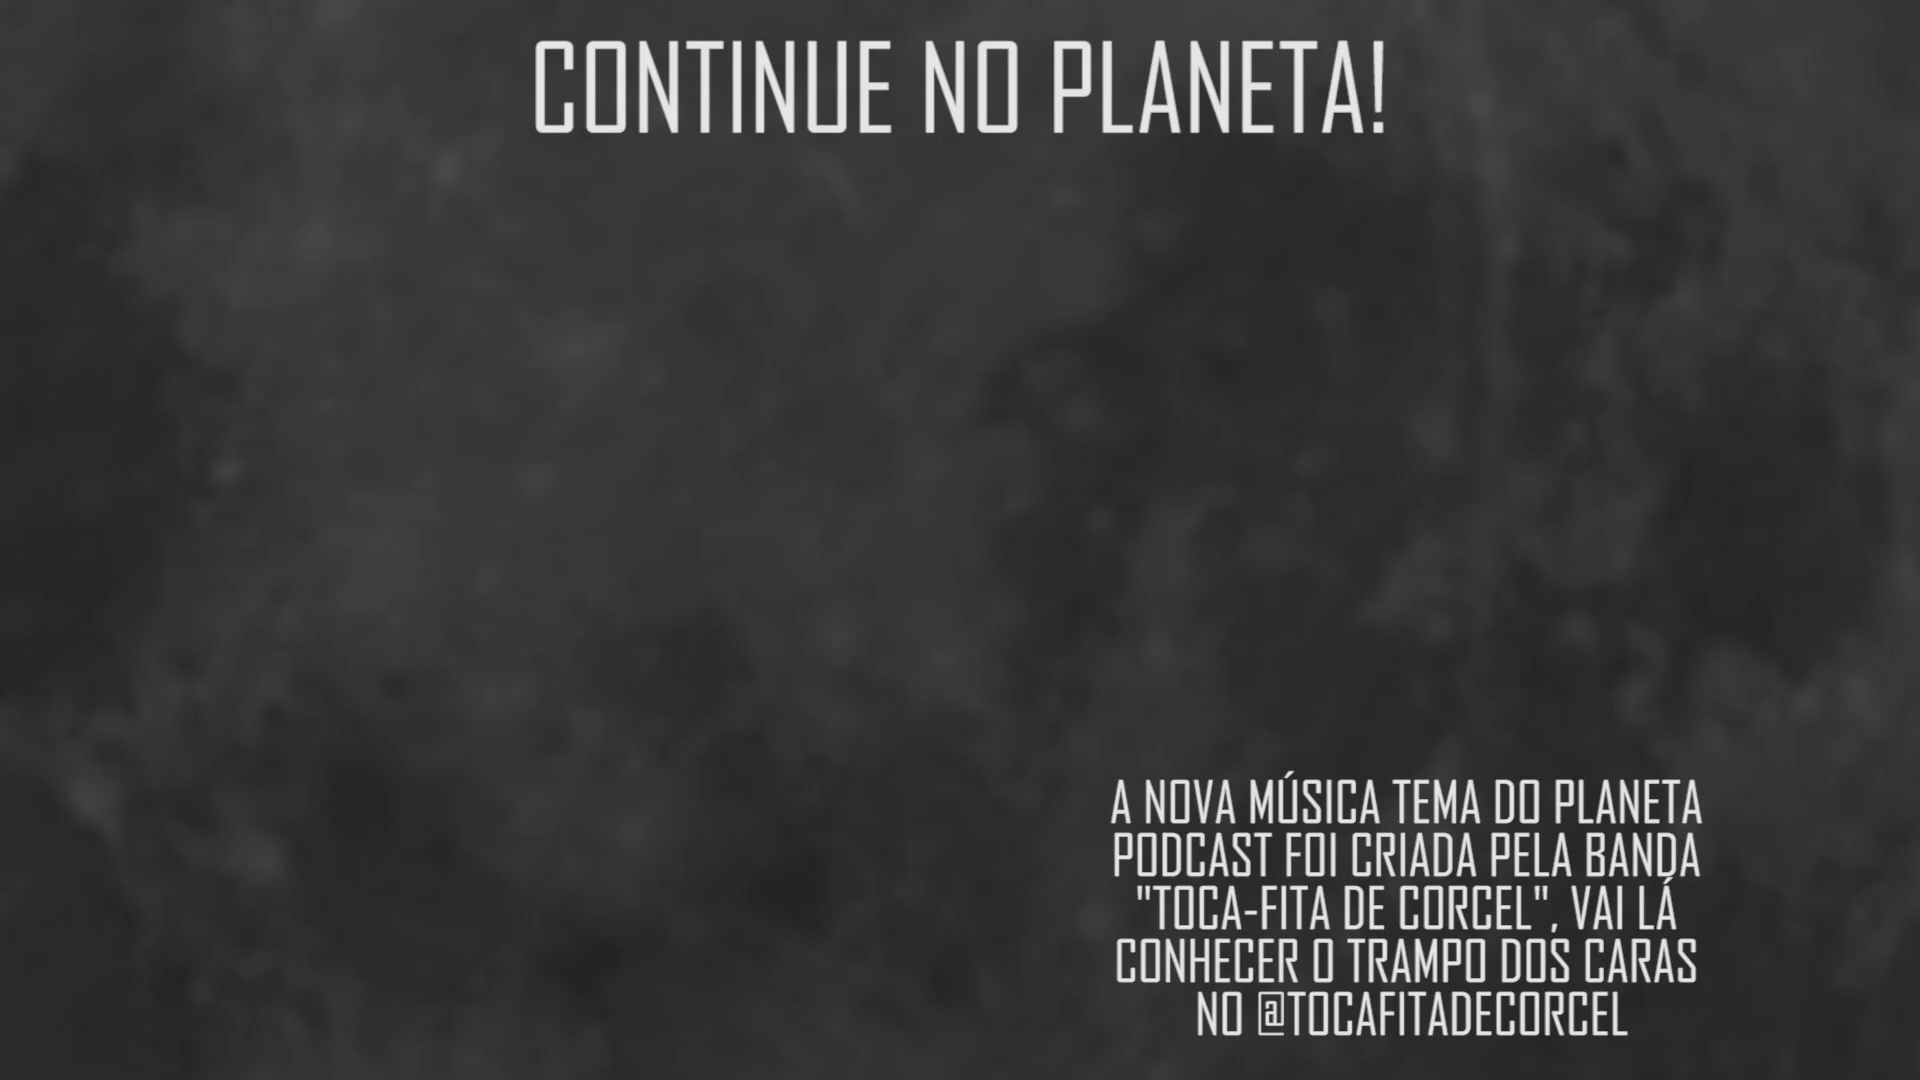 CONTINUE NO PLANETA!
A NOVA MÚSICA TEMA DO PLANETA
PODCAST FOI CRIADA PELA BANDA
"TOCA-FITA DE CORCEL", VAI LÁ
CONHECER O TRAMPO DOS CARAS
NO @TOCAFITADECORCEL